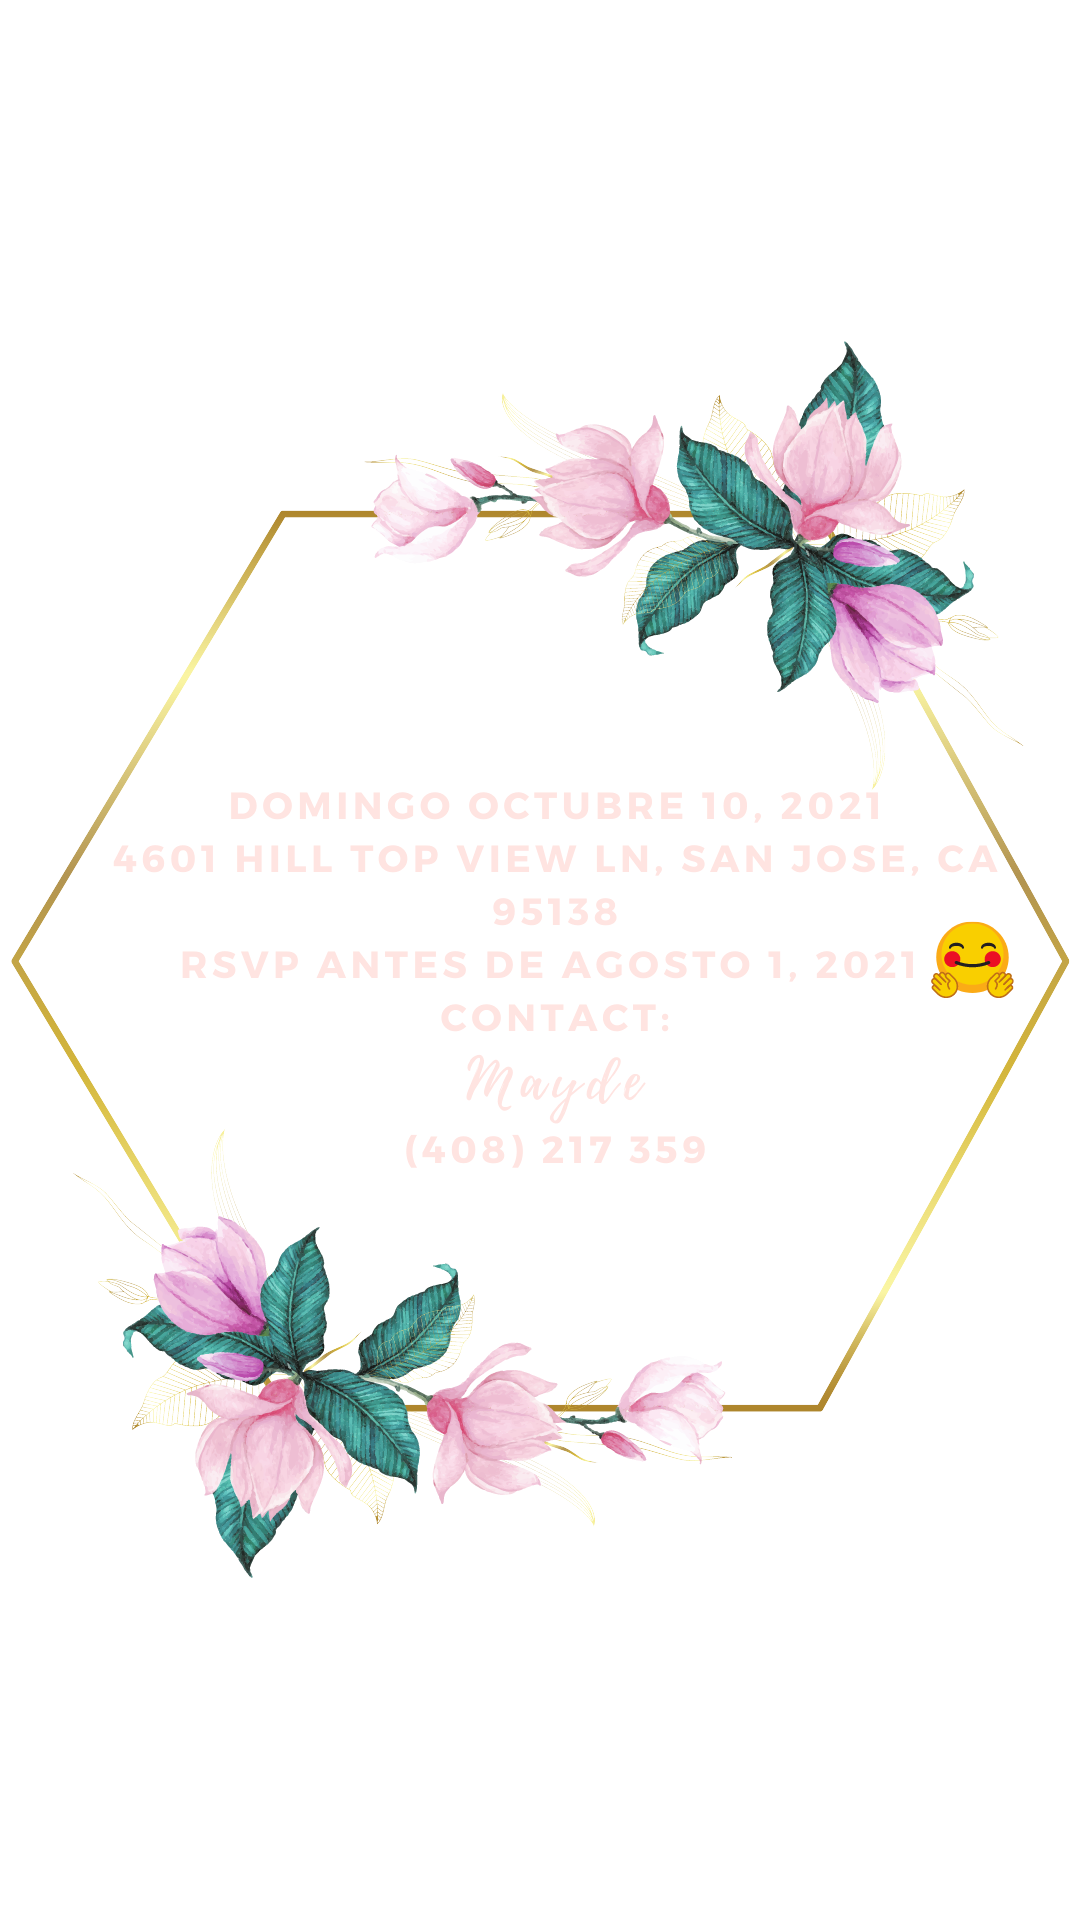 DOMINGO OCTUBRE 10, 2021
4601 HILL TOP VIEW LN, SAN JOSE, CA
95138
RSVP ANTES DE AGOSTO 1, 2021 🤗
CONTACT:
Mayde
(408) 217 359